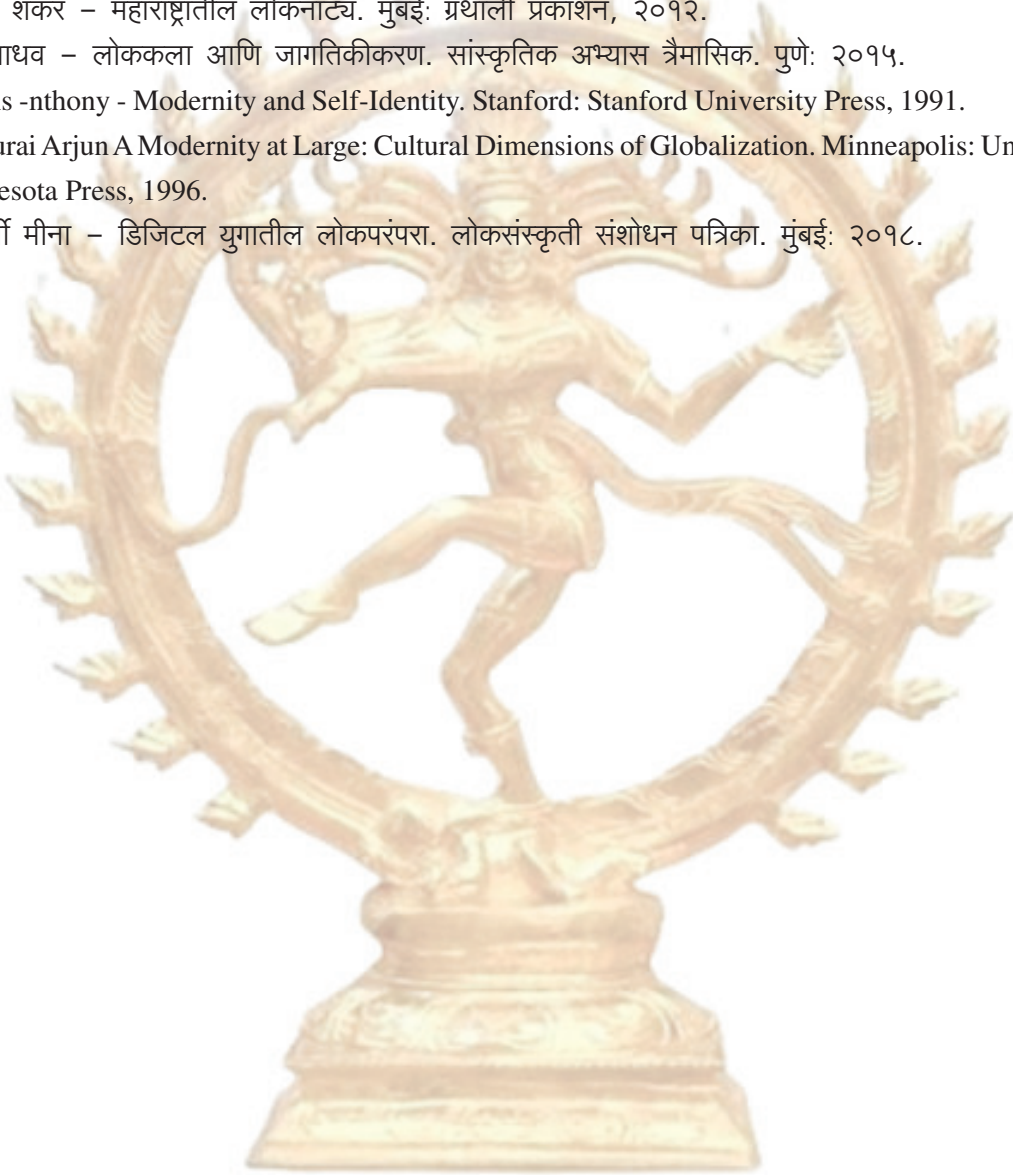 शंकर – महाराष्ट्रातील लोकनाट्य. मुंबई: ग्रंथाली प्रकाशन, २०१२.
ाधव – लोककला आणि जागतिकीकरण. सांस्कृतिक अभ्यास त्रैमासिक. पुणे: २०१५.
s -nthony - Modernity and Self-Identity. Stanford: Stanford University Press, 1991.
urai Arjun A Modernity at Large: Cultural Dimensions of Globalization. Minneapolis: Un
esota Press, 1996.
मीना – डिजिटल युगातील लोकपरंपरा. लोकसंस्कृती संशोधन पत्रिका. मुंबई: २०१८.